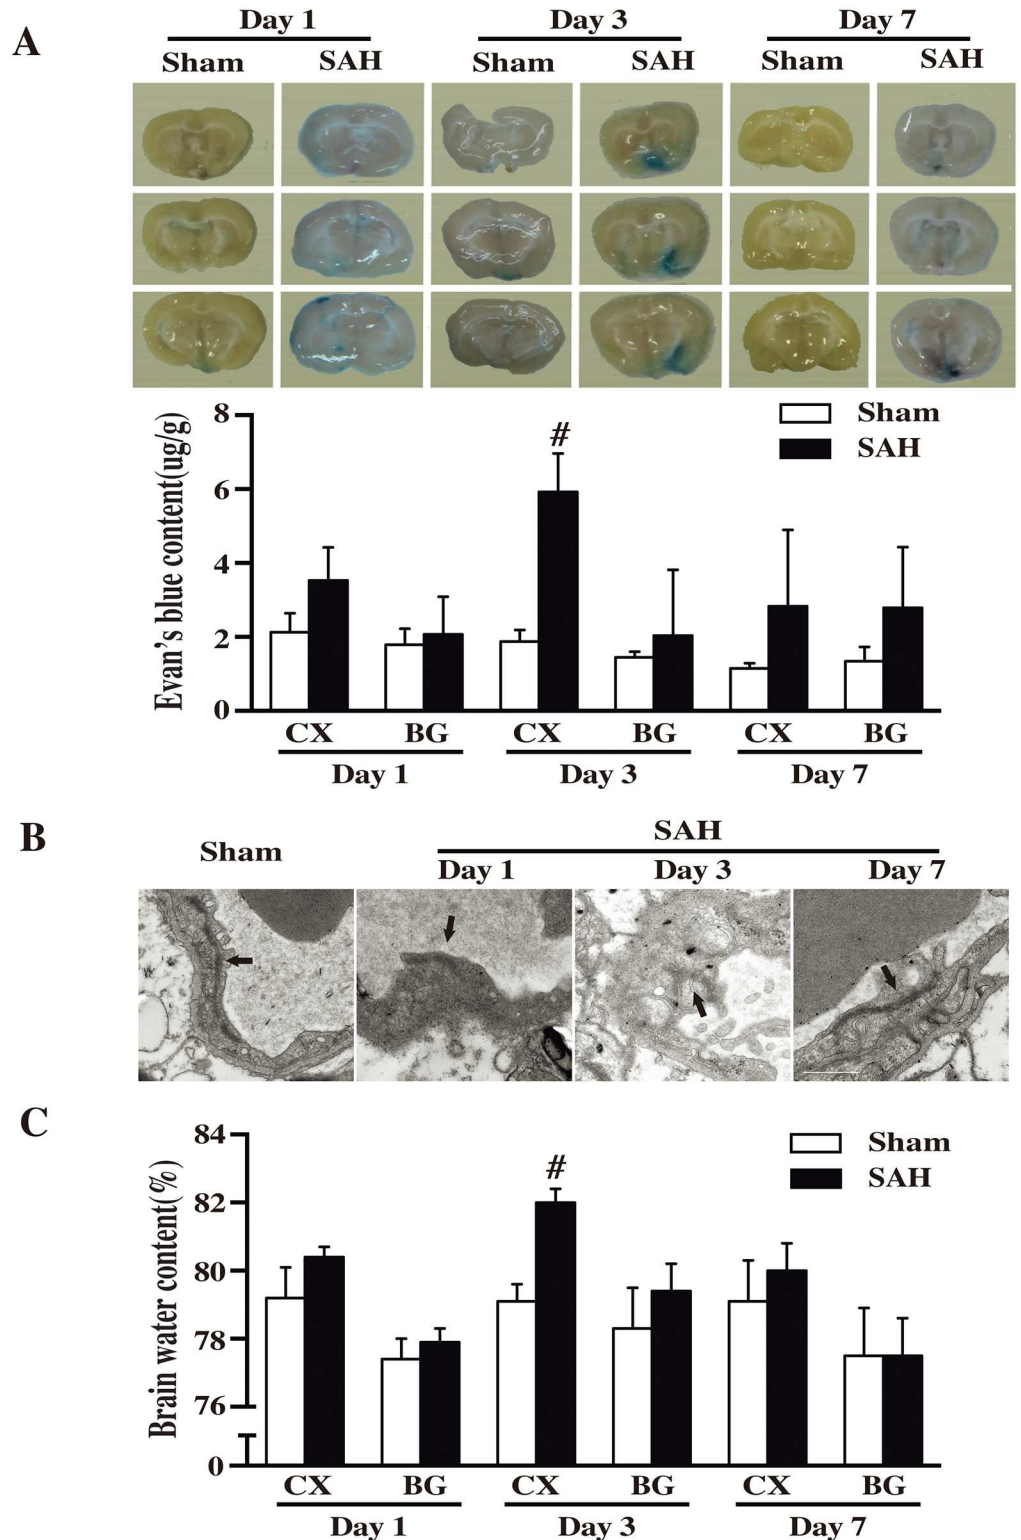 A
Day 1 Day 3 Day 7
Sham SAH Sham SAH Sham SAH
Evan's blue content(ug/g)
8
6
4
2
0
#
Sham
SAH
CX BG CX BG CX BG
Day 1 Day 3 Day 7
B
Sham SAH
Day 1 Day 3 Day 7
C
Brain water content(%)
84
82
80
78
76
0
#
Sham
SAH
CX BG CX BG CX BG
Day 1 Day 3 Day 7